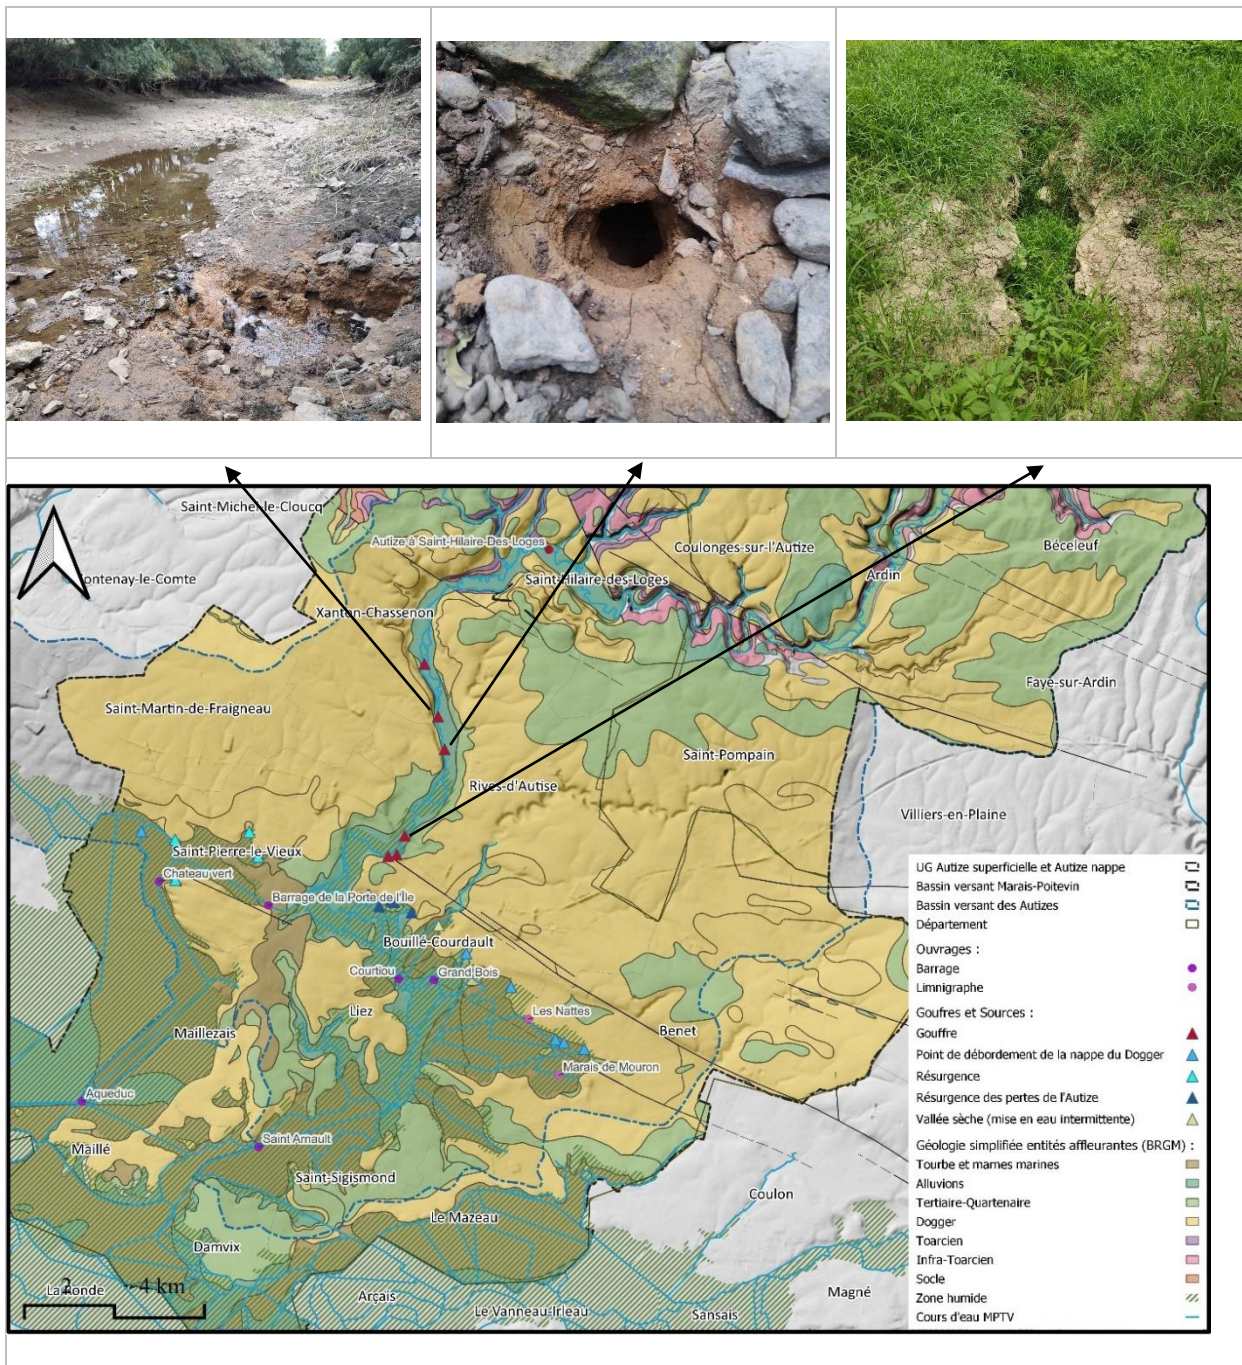 Saint-Michel-le-Cloucq
Autize à Saint-Hilaire-Des-Loges
Coulonges-sur-l'Autize
Béceleuf
Fontenay-le-Comte
Saint-Hilaire-des-Loges
Ardin
Xanton-Chassenon
Faye-sur-Ardin
Saint-Martin-de-Fraigneau
Saint-Pompain
Rives-d'Autise
Villiers-en-Plaine
Saint-Pierre-le-Vieux
Chateau vert
Barrage de la Porte de l'Île
Bouillé-Courdault
Courtiou
Grand Bois
Liez
Les Nattes
Maillezais
Benet
Marais de Mouron
Aqueduc
Saint Arnault
Maillé
Saint-Sigismond
Coulon
Le Mazeau
Damvix
La Ronde
2 4 km
Arçais
Le Vanneau-Irleau
Sansais
Magné
UG Autize superficielle et Autize nappe
Bassin versant Marais-Poitevin
Bassin versant des Autizes
Département
Ouvrages :
Barrage
Limnigraphe
Goufres et Sources :
Gouffre
Point de débordement de la nappe du Dogger
Résurgence
Résurgence des pertes de l'Autize
Vallée sèche (mise en eau intermittente)
Géologie simplifiée entités affleurantes (BRGM) :
Tourbe et marnes marines
Alluvions
Tertiaire-Quartenaire
Dogger
Toarcien
Infra-Toarcien
Socle
Zone humide
Cours d'eau MPTV